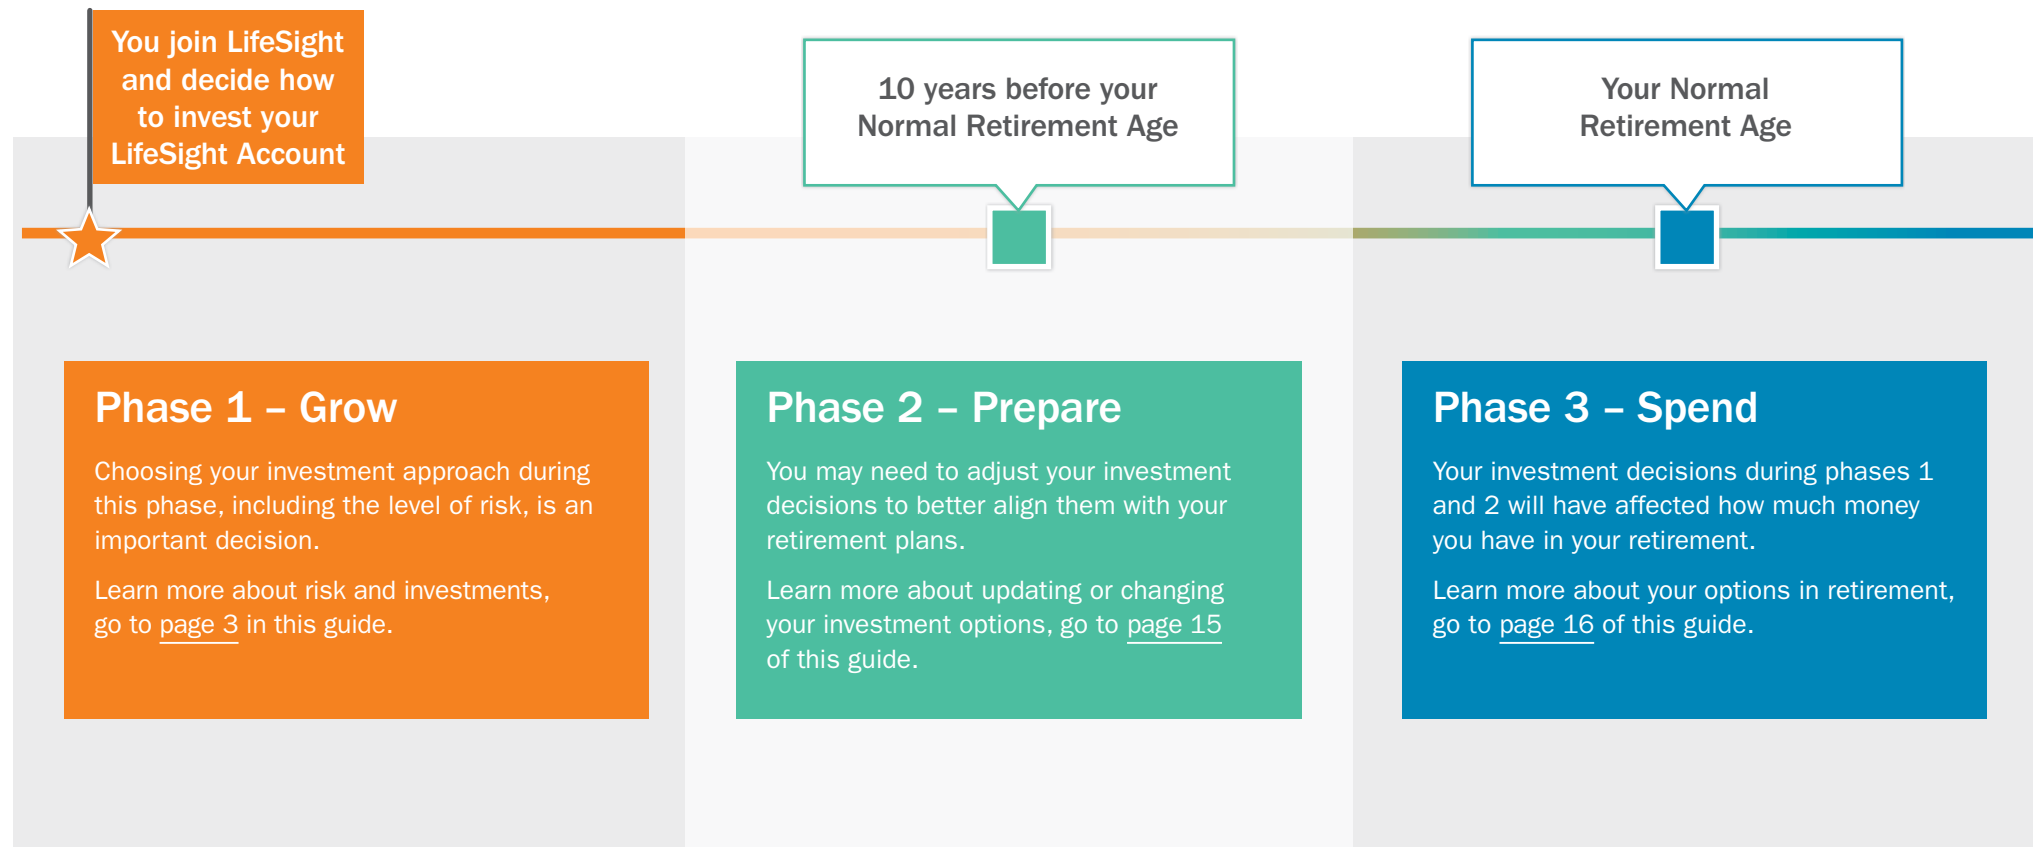 You join LifeSight
and decide how
to invest your
LifeSight Account
10 years before your
Normal Retirement Age
Your Normal
Retirement Age
Phase 1 – Grow
Choosing your investment approach during
this phase, including the level of risk, is an
important decision.
Learn more about risk and investments,
go to page 3 in this guide.
Phase 2 – Prepare
You may need to adjust your investment
decisions to better align them with your
retirement plans.
Learn more about updating or changing
your investment options, go to page 15
of this guide.
Phase 3 – Spend
Your investment decisions during phases 1
and 2 will have affected how much money
you have in your retirement.
Learn more about your options in retirement,
go to page 16 of this guide.